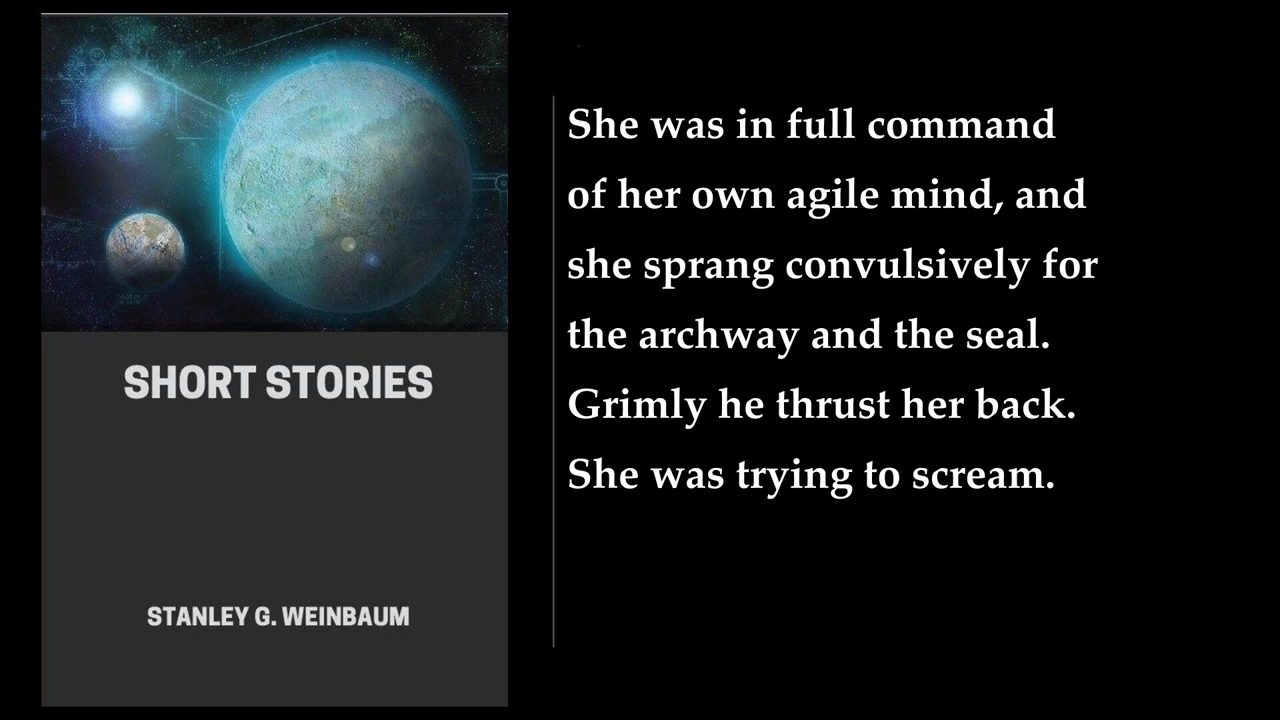 SHORT STORIES
STANLEY G. WEINBAUM
She was in full command
of her own agile mind, and
she sprang convulsively for
the archway and the seal.
Grimly he thrust her back.
She was trying to scream.